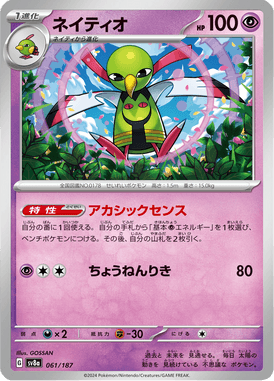 1進化
ネイティオ
HP 100
ネイティから進化
全国図鑑No.0178 せいれいポケモン 高さ：1.5m 重さ：15.0kg
特性 アカシックセンス
自分の番に1回使える。自分の手札から「基本エネルギー」を1枚選び、
ベンチポケモンにつける。その後、自分の山札を2枚引く。
ちょうねんりき 80
弱点 ×2 抵抗力 -30 にげる
Illus. GOSSAN
G sv8a 061/187
過去と 未来を 見通せる。毎日 太陽の
動きを 見続けている 不思議な ポケモン。
©2024 Pokémon/Nintendo/Creatures/GAME FREAK.